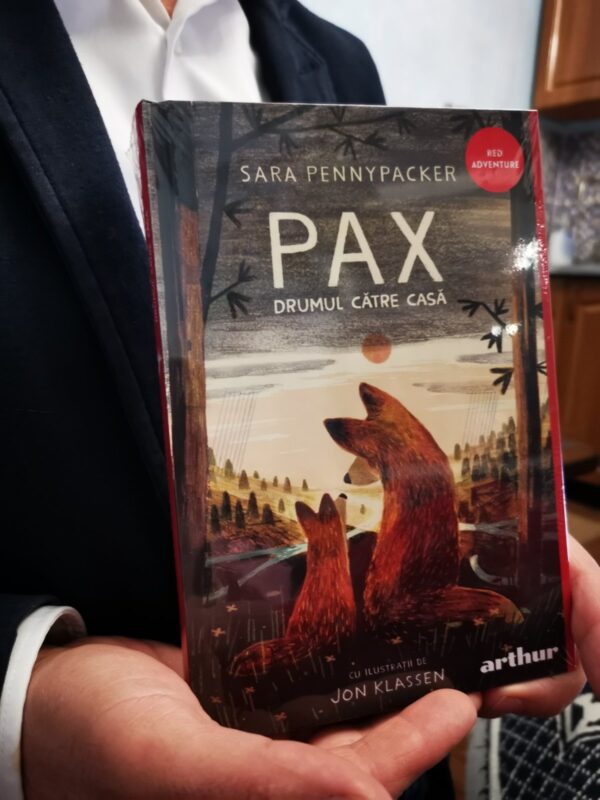 RED
ADVENTURE
SARA PENNYPACKER
PAX
DRUMUL CĂTRE CASĂ
CU ILUSTRAȚII DE
JON KLASSEN
arthur